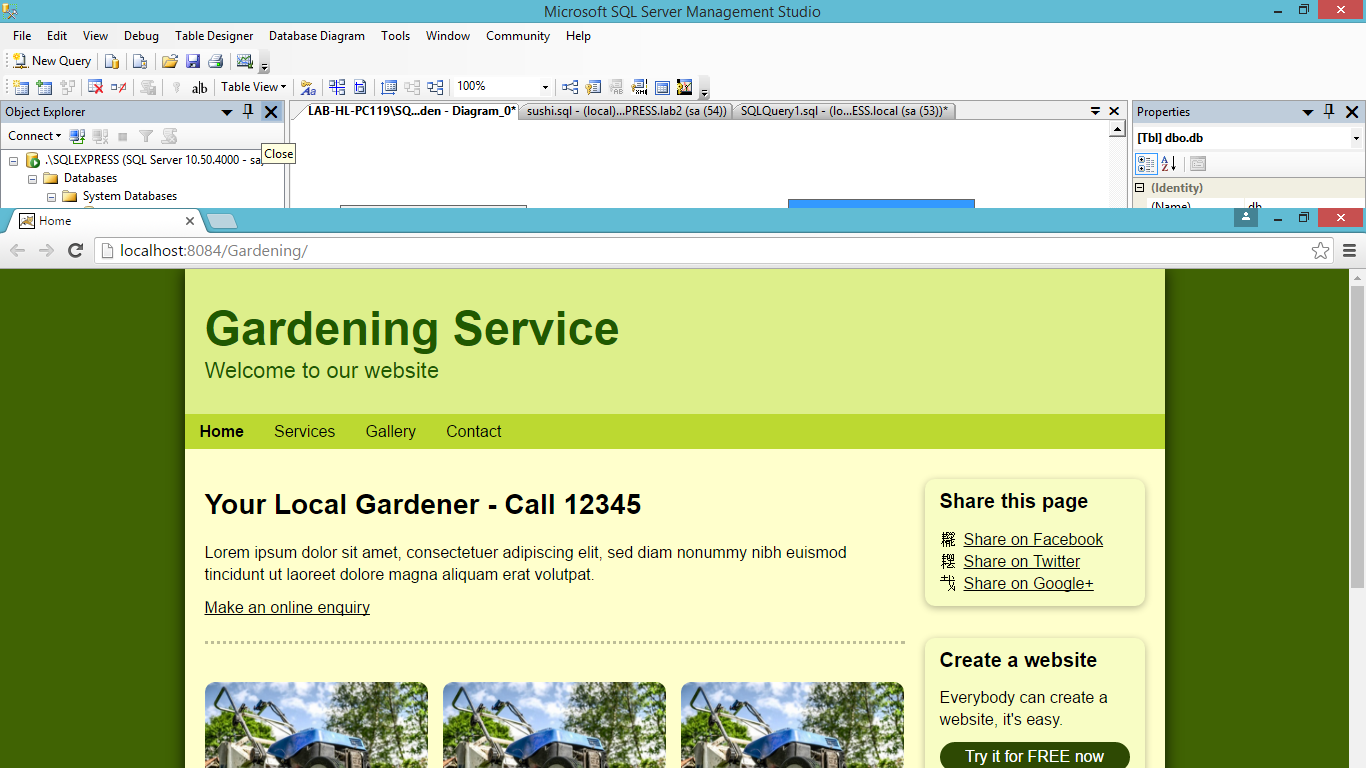 Microsoft SQL Server Management Studio
File Edit View Debug Table Designer Database Diagram Tools Window Community Help
New Query
ab Table View 100%
Object Explorer
LAB-HL-PC119\SQ...den - Diagram_0*
sushi.sql - (local)...PRESS.lab2 (sa (54))
SQLQuery1.sql - (lo...ESS.local (sa (53))*
Properties
Connect
[Tbl] dbo.db
Close
.\SQLEXPRESS (SQL Server 10.50.4000 - sa
Databases
System Databases
(Identity)
(Name) db
Home
localhost:8084/Gardening/
Gardening Service
Welcome to our website
Home Services Gallery Contact
Your Local Gardener - Call 12345
Lorem ipsum dolor sit amet, consectetuer adipiscing elit, sed diam nonummy nibh euismod
tincidunt ut laoreet dolore magna aliquam erat volutpat.
Make an online enquiry
Share this page
Share on Facebook
Share on Twitter
Share on Google+
Create a website
Everybody can create a
website, it's easy.
Try it for FREE now